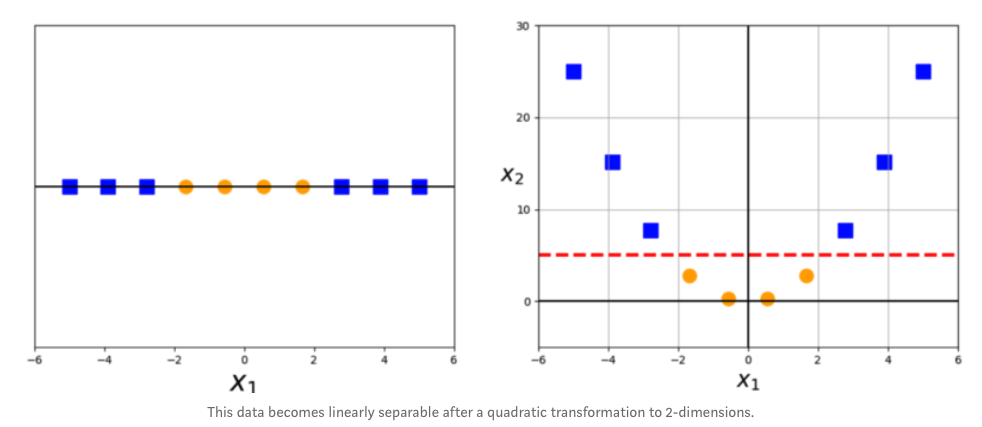 30
20
10
0
x₂
−6 −4 −2 0 2 4 6
x₁
−6 −4 −2 0 2 4 6
x₁
This data becomes linearly separable after a quadratic transformation to 2-dimensions.